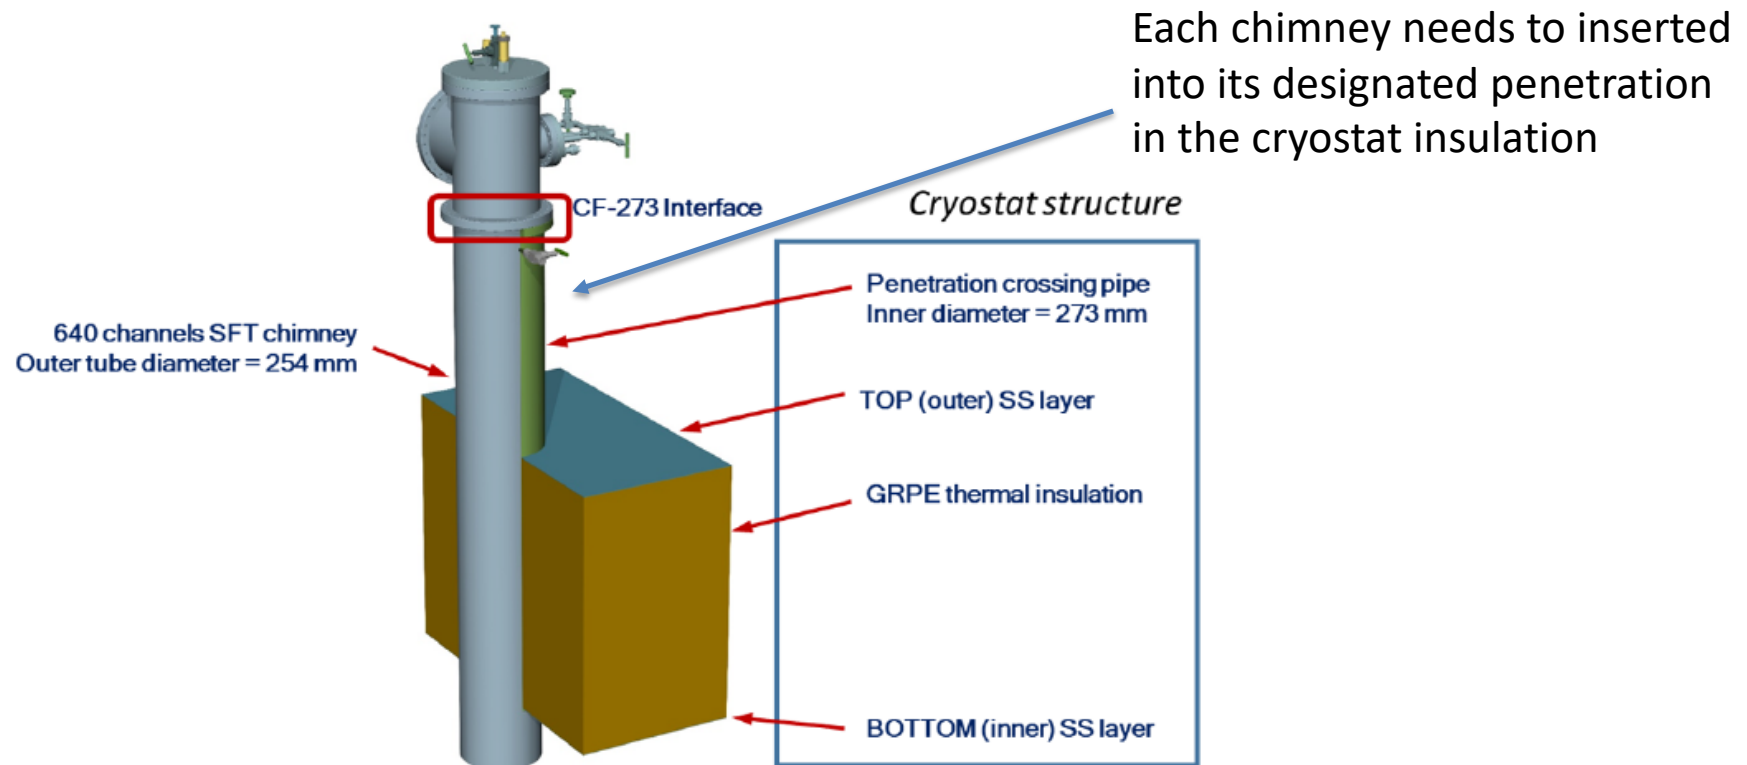 Each chimney needs to inserted
into its designated penetration
in the cryostat insulation
CF-273 Interface
Cryostat structure
Penetration crossing pipe
Inner diameter = 273 mm
640 channels SFT chimney
Outer tube diameter = 254 mm
TOP (outer) SS layer
GRPE thermal insulation
BOTTOM (inner) SS layer